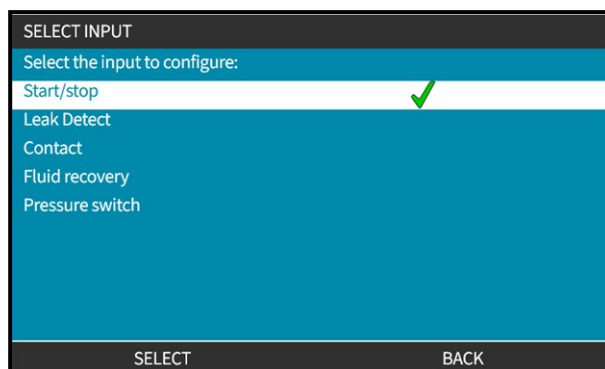 SELECT INPUT
Select the input to configure:
Start/stop
Leak Detect
Contact
Fluid recovery
Pressure switch
SELECT BACK